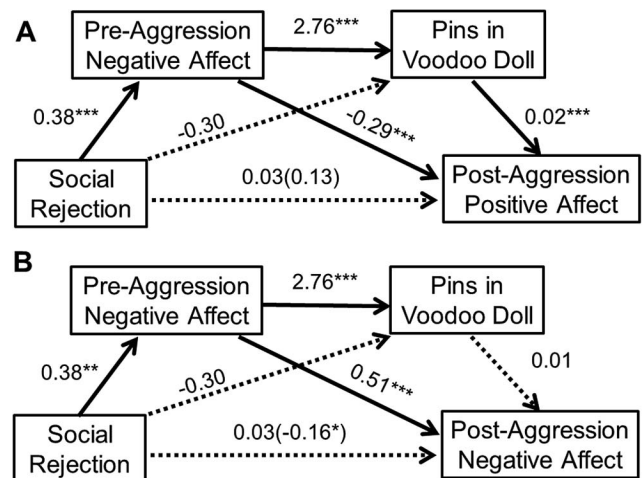 A
Pre-Aggression
Negative Affect
2.76***
Pins in
Voodoo Doll
0.38***
-0.30
-0.29***
0.02***
Social
Rejection
0.03(0.13)
Post-Aggression
Positive Affect
B
Pre-Aggression
Negative Affect
2.76***
Pins in
Voodoo Doll
0.38**
-0.30
0.51***
0.01
Social
Rejection
0.03(-0.16*)
Post-Aggression
Negative Affect